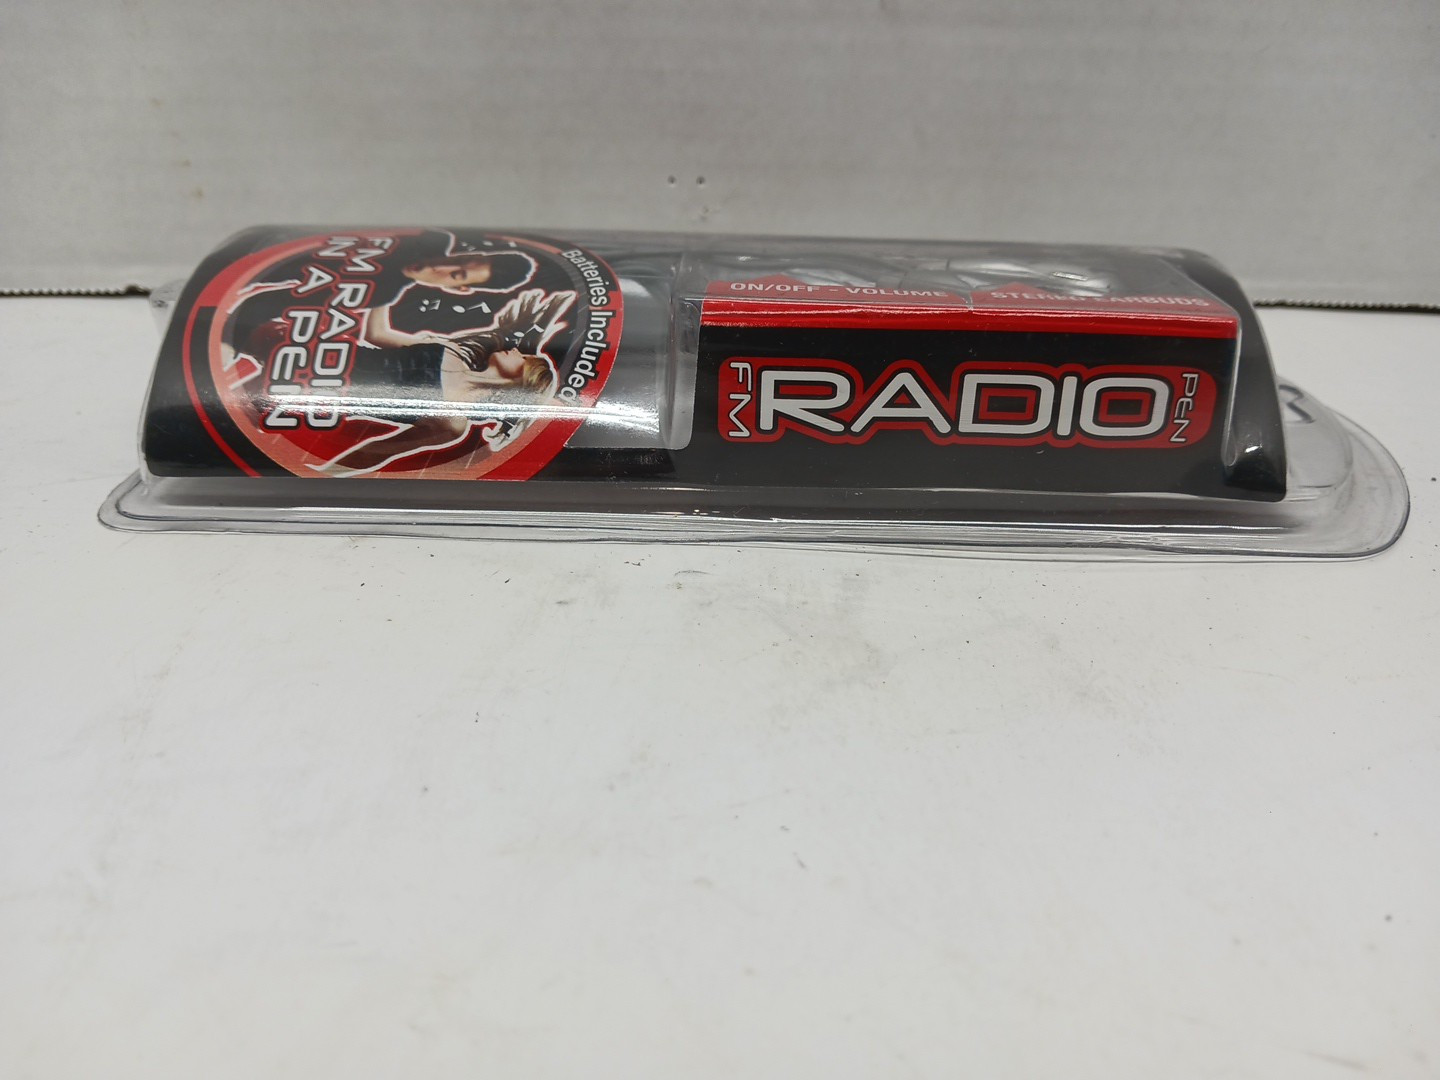 FM RADIO
IN A PEN
Batteries Included
ON/OFF - VOLUME
STEREO EARBUDS
FM RADIO PEN